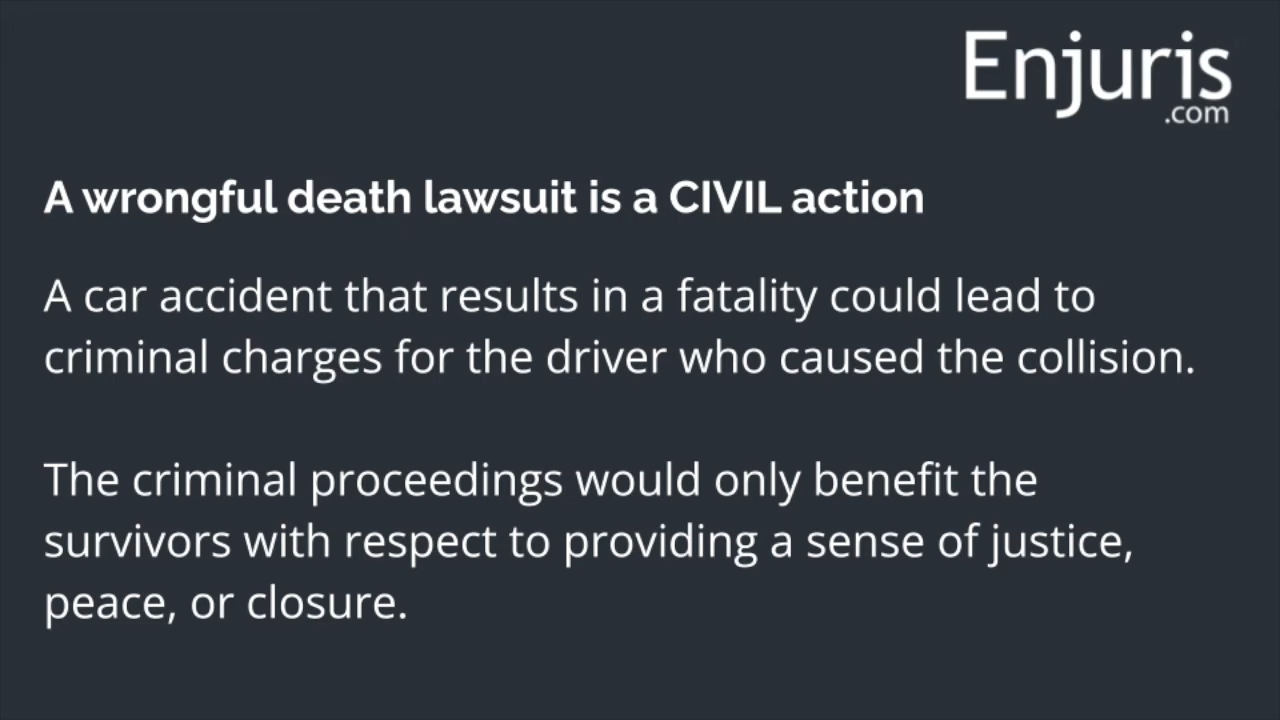 Enjuris
.com
A wrongful death lawsuit is a CIVIL action
A car accident that results in a fatality could lead to
criminal charges for the driver who caused the collision.
The criminal proceedings would only benefit the
survivors with respect to providing a sense of justice,
peace, or closure.